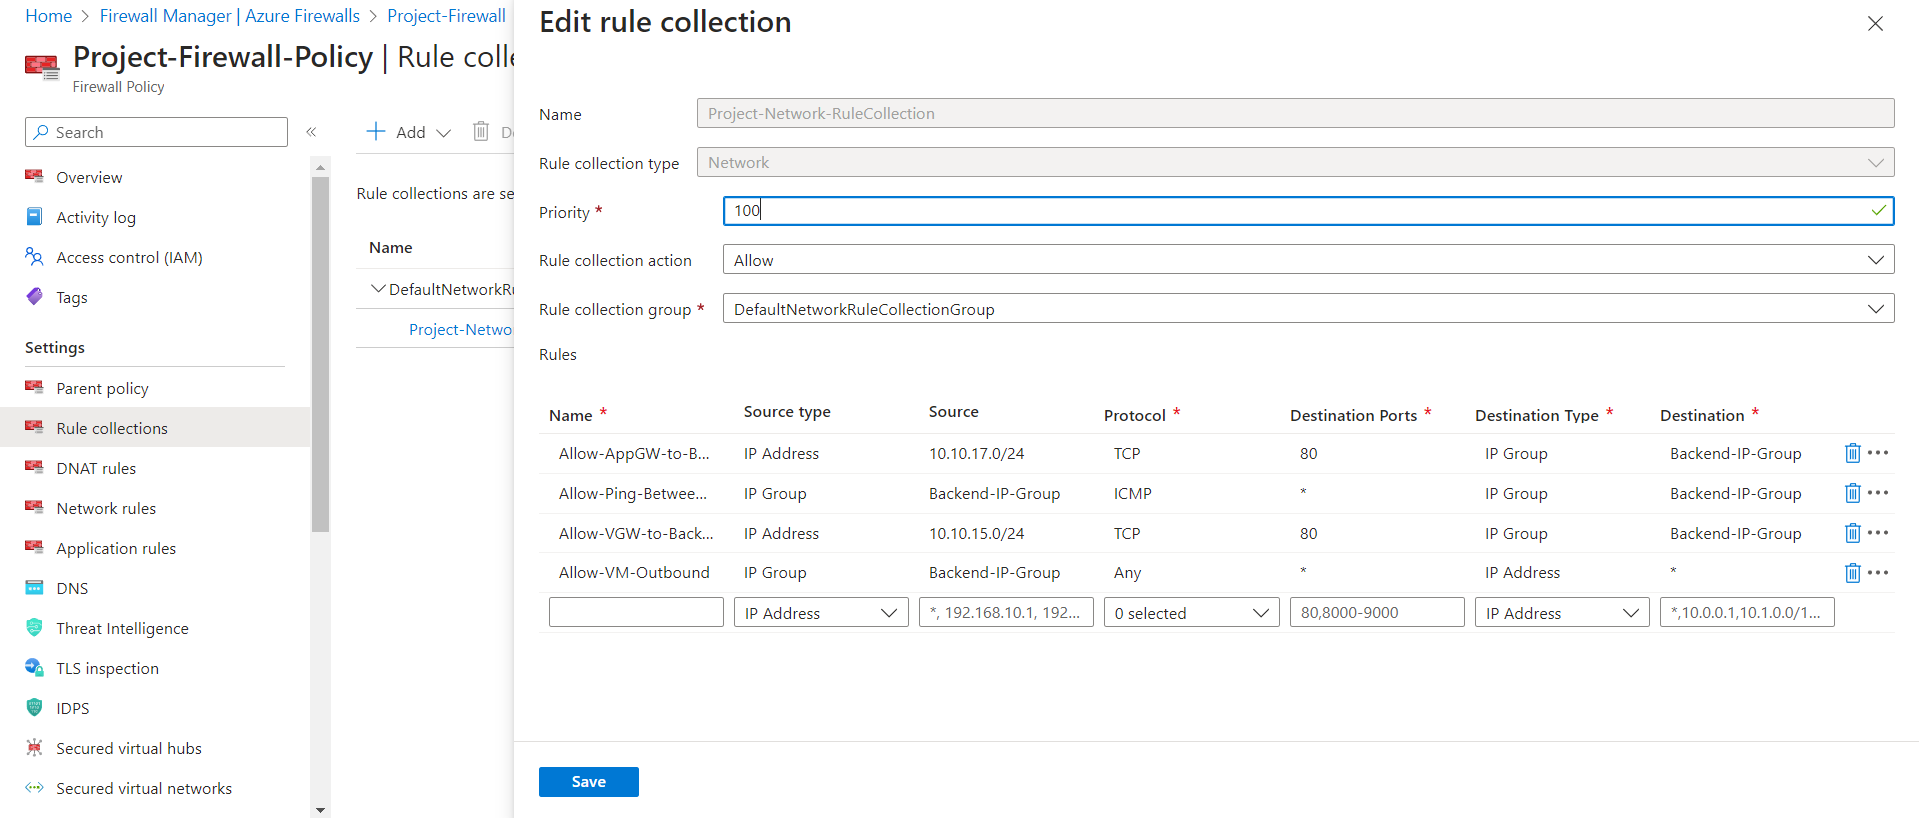 Home > Firewall Manager | Azure Firewalls > Project-Firewall
Project-Firewall-Policy | Rule colle
Firewall Policy
Search
«
Overview
Activity log
Access control (IAM)
Tags
Settings
Parent policy
Rule collections
DNAT rules
Network rules
Application rules
DNS
Threat Intelligence
TLS inspection
IDPS
Secured virtual hubs
Secured virtual networks
Add
Rule collections are se
Name
DefaultNetworkRu
Project-Netwo
Edit rule collection
Name Project-Network-RuleCollection
Rule collection type Network
Priority * 100
Rule collection action Allow
Rule collection group * DefaultNetworkRuleCollectionGroup
Rules
Name * Source type Source Protocol * Destination Ports * Destination Type * Destination *
Allow-AppGW-to-B... IP Address 10.10.17.0/24 TCP 80 IP Group Backend-IP-Group
Allow-Ping-Betwee... IP Group Backend-IP-Group ICMP * IP Group Backend-IP-Group
Allow-VGW-to-Back... IP Address 10.10.15.0/24 TCP 80 IP Group Backend-IP-Group
Allow-VM-Outbound IP Group Backend-IP-Group Any * IP Address *
IP Address *, 192.168.10.1, 192... 0 selected 80,8000-9000 IP Address *,10.0.0.1,10.1.0.0/1...
Save